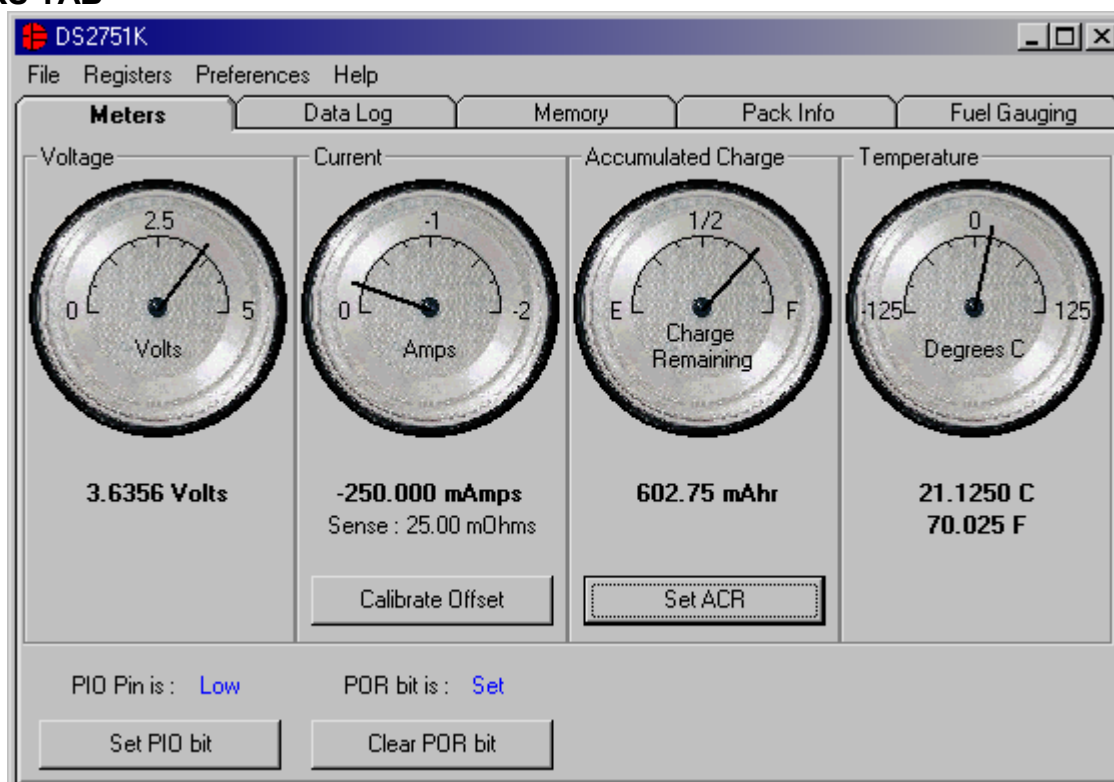 DS2751K
File Registers Preferences Help
Meters Data Log Memory Pack Info Fuel Gauging
Voltage
2.5
0 5
Volts
3.6356 Volts
Current
-1
0 -2
Amps
-250.000 mAmps
Sense : 25.00 mOhms
Calibrate Offset
Accumulated Charge
1/2
E F
Charge
Remaining
602.75 mAhr
Set ACR
Temperature
0
-125 125
Degrees C
21.1250 C
70.025 F
PIO Pin is : Low
Set PIO bit
POR bit is : Set
Clear POR bit